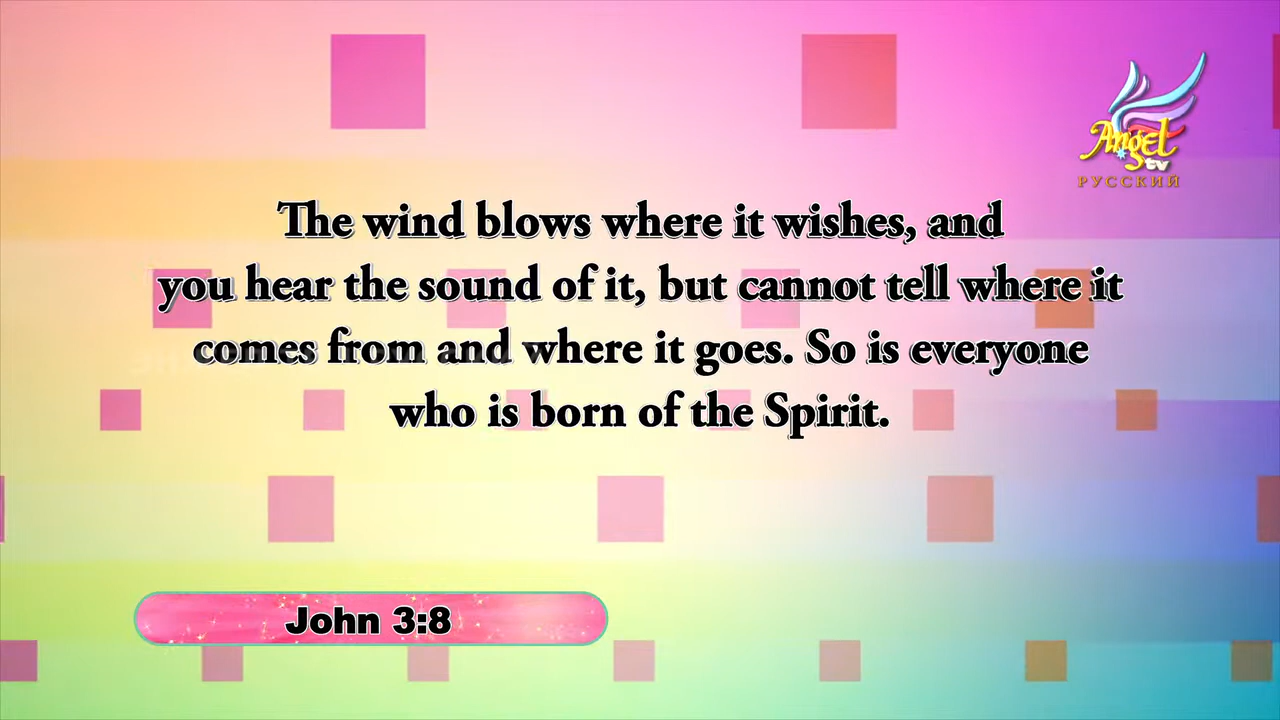 Angel
tv
РУССКИЙ
The wind blows where it wishes, and
you hear the sound of it, but cannot tell where it
comes from and where it goes. So is everyone
who is born of the Spirit.
John 3:8